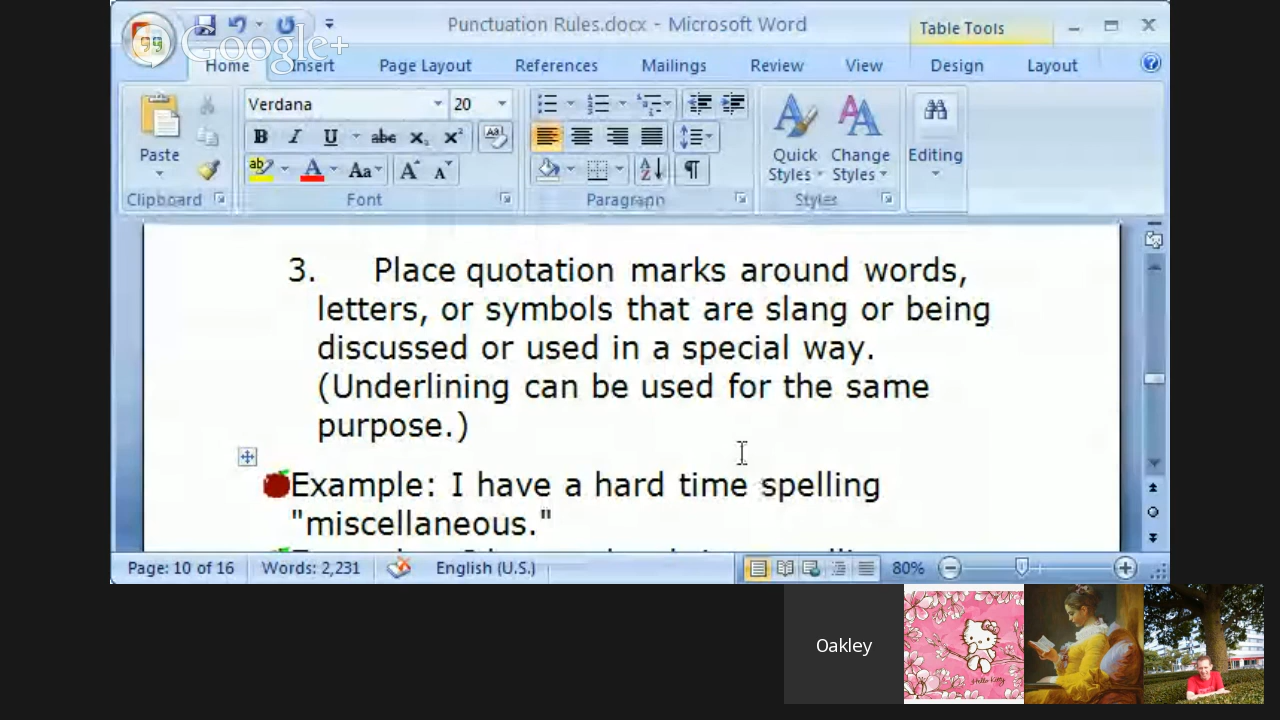 Punctuation Rules.docx - Microsoft Word
Table Tools
Google+
Home
Insert
Page Layout
References
Mailings
Review
View
Design
Layout
Verdana
20
Paste
Quick
Styles
Change
Styles
Editing
Clipboard
Font
Paragraph
Styles
3. Place quotation marks around words,
letters, or symbols that are slang or being
discussed or used in a special way.
(Underlining can be used for the same
purpose.)
Example: I have a hard time spelling
"miscellaneous."
Page: 10 of 16
Words: 2,231
English (U.S.)
80%
Oakley
Hello Kitty